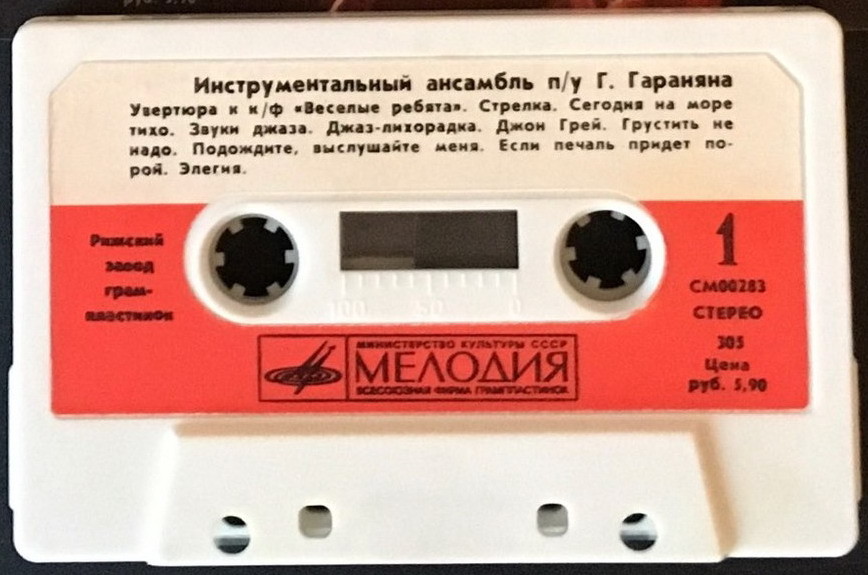 Инструментальный ансамбль п/у Г. Гараняна
Увертюра к к/ф «Веселые ребята». Стрелка. Сегодня на море
тихо. Звуки джаза. Джаз-лихорадка. Джон Грей. Грустить не
надо. Подождите, выслушайте меня. Если печаль придет по-
рой. Элегия.
Рижский
завод
грам-
пластинок
1
СМ00283
СТЕРЕО
305
Цена
руб. 5,90
100 50 0
МИНИСТЕРСТВО КУЛЬТУРЫ СССР
МЕЛОДИЯ
ВСЕСОЮЗНАЯ ФИРМА ГРАМПЛАСТИНОК